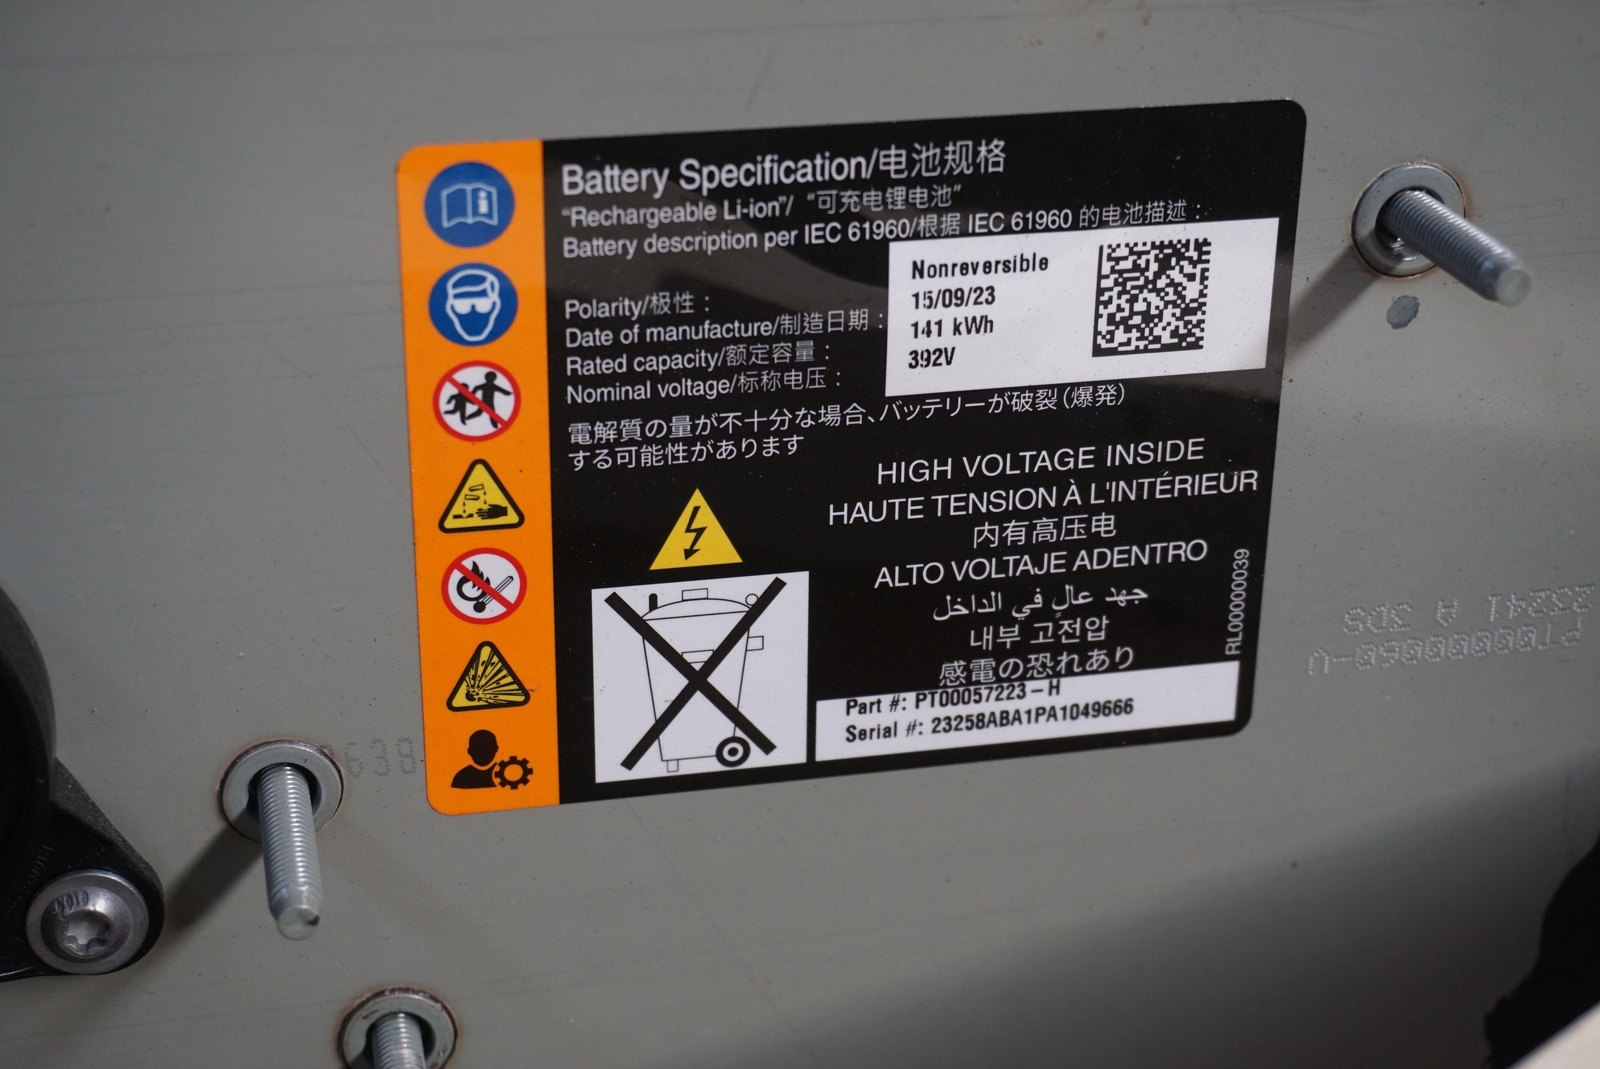 Battery Specification/电池规格
“Rechargeable Li-ion”/ “可充电锂电池”
Battery description per IEC 61960/根据 IEC 61960 的电池描述：
Polarity/极性： Nonreversible
Date of manufacture/制造日期： 15/09/23
Rated capacity/额定容量： 141 kWh
Nominal voltage/标称电压： 392V
電解質の量が不十分な場合、バッテリーが破裂（爆発）
する可能性があります
HIGH VOLTAGE INSIDE
HAUTE TENSION À L'INTÉRIEUR
内有高压电
ALTO VOLTAJE ADENTRO
جهد عالٍ في الداخل
내부 고전압
感電の恐れあり
RL00000039
Part #: PT00057223-H
Serial #: 23258ABA1PA1049666
23241 A 3DS